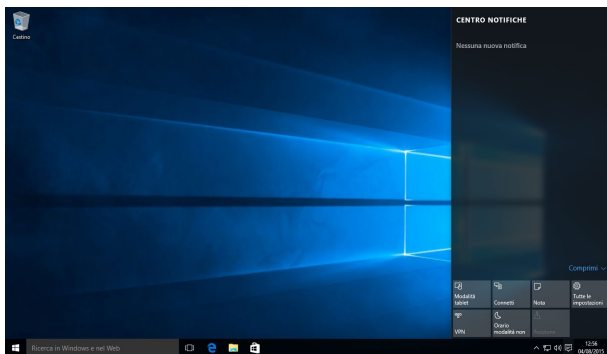 Cestino
CENTRO NOTIFICHE
Nessuna nuova notifica
Comprimi
Modalità
tablet
Connetti
Nota
Tutte le
impostazioni
VPN
Orario
modalità non
Ricerca in Windows e nel Web
12:56
04/08/2015